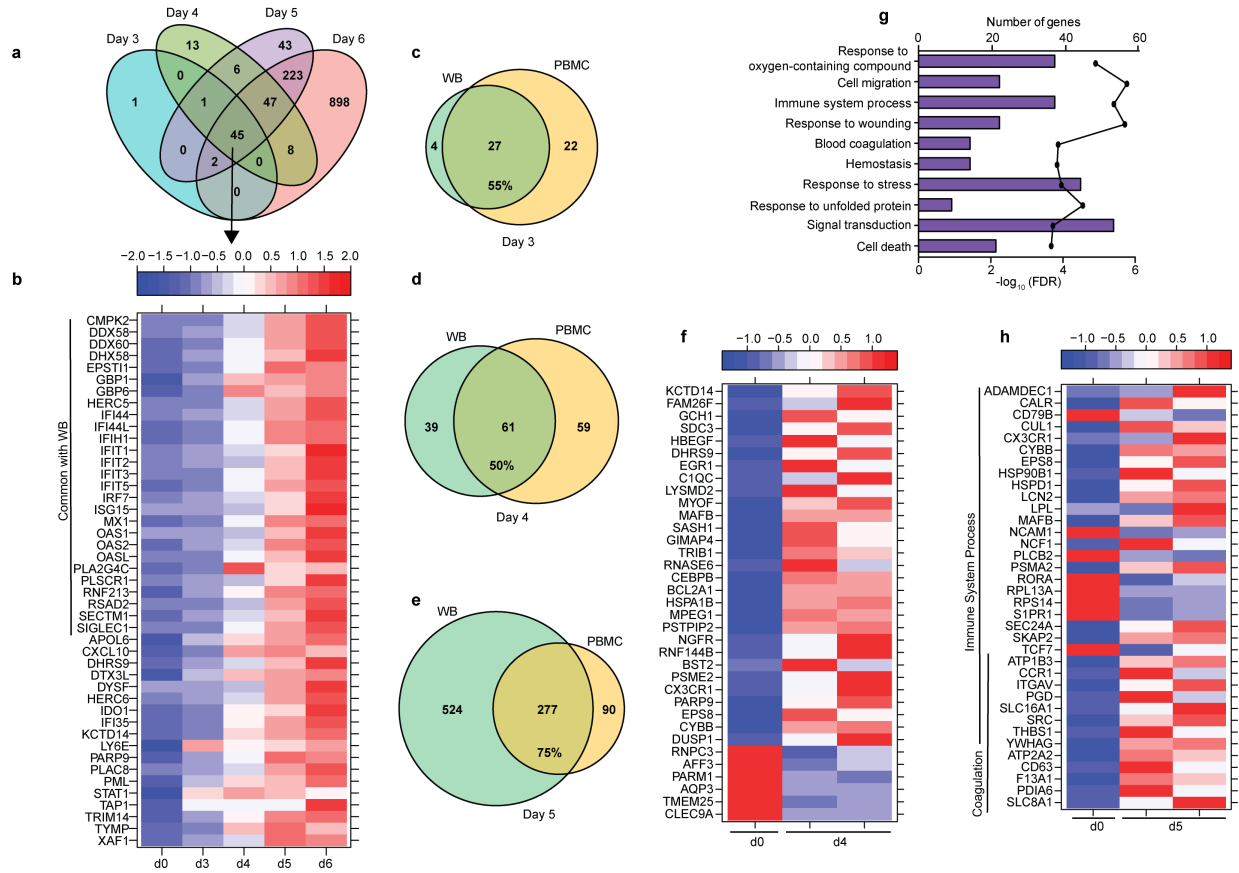 a
Day 3
Day 4
Day 5
Day 6
13
43
0
6
223
1
1
47
898
45
0
2
0
8
0
b
−2.0 −1.5 −1.0 −0.5 0.0 0.5 1.0 1.5 2.0
Common with WB
CMPK2
DDX58
DDX60
DHX58
EPSTI1
GBP1
GBP6
HERC5
IFI44
IFI44L
IFIH1
IFIT1
IFIT2
IFIT3
IFIT5
IRF7
ISG15
MX1
OAS1
OAS2
OASL
PLA2G4C
PLSCR1
RNF213
RSAD2
SECTM1
SIGLEC1
APOL6
CXCL10
DHRS9
DTX3L
DYSF
HERC6
IDO1
IFI35
KCTD14
LY6E
PARP9
PLAC8
PML
STAT1
TAP1
TRIM14
TYMP
XAF1
d0 d3 d4 d5 d6
c
WB
PBMC
4
27
22
55%
Day 3
d
WB
PBMC
39
61
59
50%
Day 4
e
WB
PBMC
524
277
90
75%
Day 5
f
−1.0 −0.5 0.0 0.5 1.0
KCTD14
FAM26F
GCH1
SDC3
HBEGF
DHRS9
EGR1
C1QC
LYSMD2
MYOF
MAFB
SASH1
GIMAP4
TRIB1
RNASE6
CEBPB
BCL2A1
HSPA1B
MPEG1
PSTPIP2
NGFR
RNF144B
BST2
PSME2
CX3CR1
PARP9
EPS8
CYBB
DUSP1
RNPC3
AFF3
PARM1
AQP3
TMEM25
CLEC9A
d0 d4
g
Number of genes
0 20 40 60
Response to
oxygen-containing compound
Cell migration
Immune system process
Response to wounding
Blood coagulation
Hemostasis
Response to stress
Response to unfolded protein
Signal transduction
Cell death
0 2 4 6
-log10 (FDR)
h
−1.0 −0.5 0.0 0.5 1.0
Immune System Process
Coagulation
ADAMDEC1
CALR
CD79B
CUL1
CX3CR1
CYBB
EPS8
HSP90B1
HSPD1
LCN2
LPL
MAFB
NCAM1
NCF1
PLCB2
PSMA2
RORA
RPL13A
RPS14
S1PR1
SEC24A
SKAP2
TCF7
ATP1B3
CCR1
ITGAV
PGD
SLC16A1
SRC
THBS1
YWHAG
ATP2A2
CD63
F13A1
PDIA6
SLC8A1
d0 d5